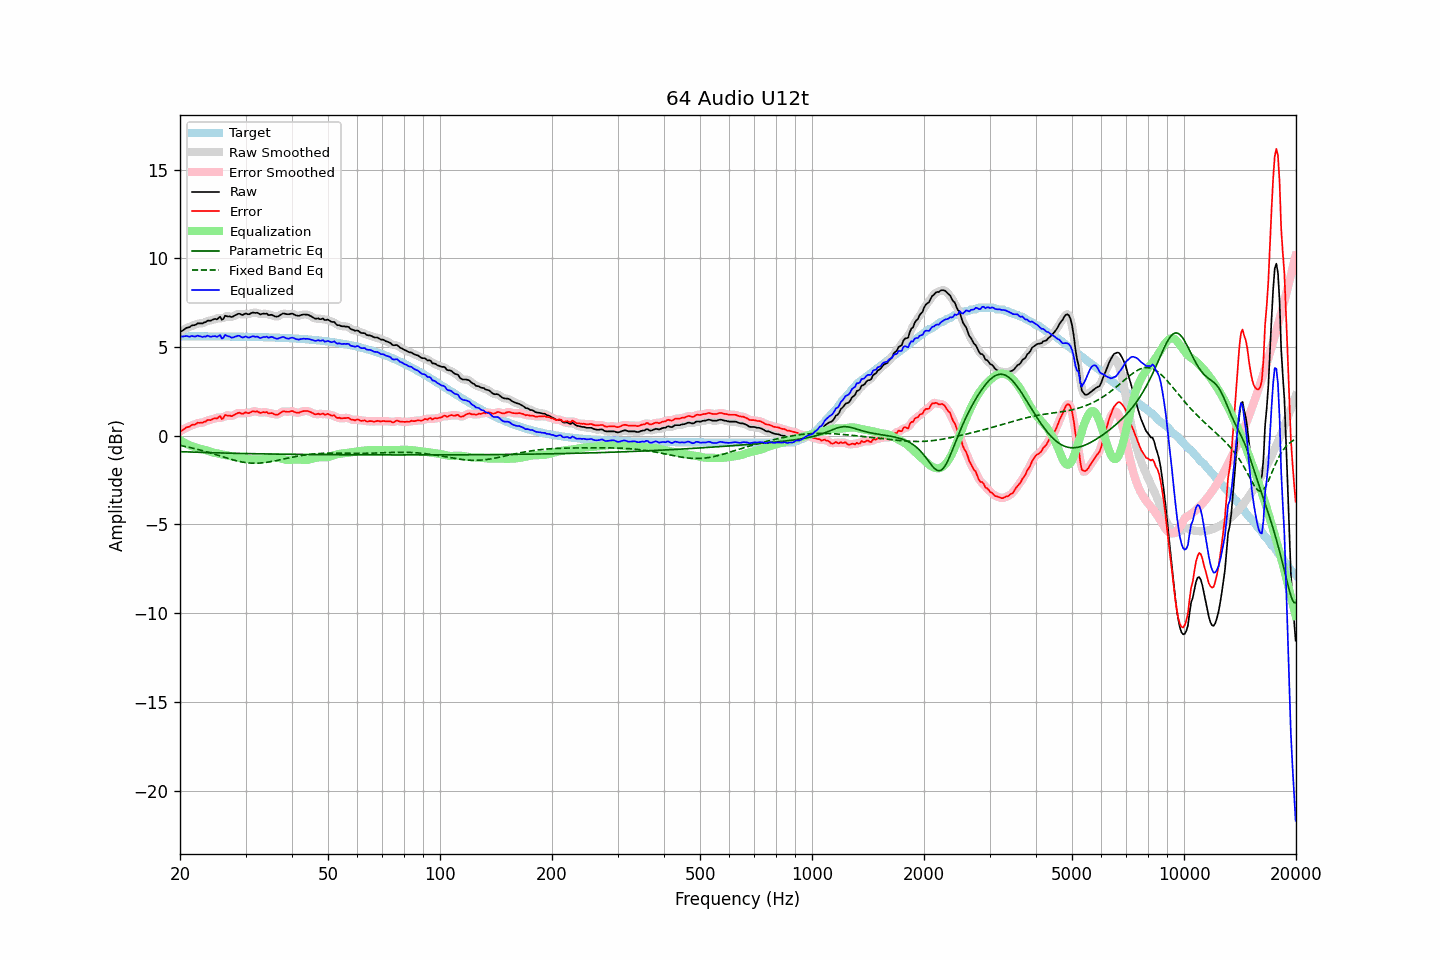 64 Audio U12t
Target
Raw Smoothed
Error Smoothed
Raw
Error
Equalization
Parametric Eq
Fixed Band Eq
Equalized
15
10
5
0
−5
−10
−15
−20
Amplitude (dBr)
20
50
100
200
500
1000
2000
5000
10000
20000
Frequency (Hz)